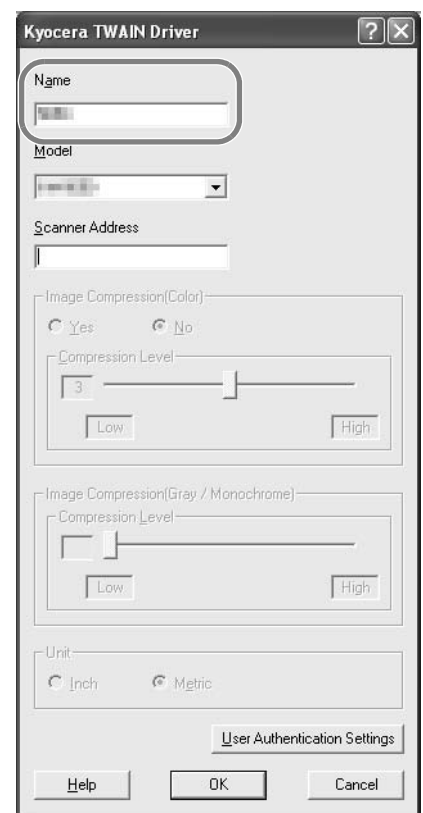 Kyocera TWAIN Driver
Name
Model
Scanner Address
Image Compression(Color)
Yes No
Compression Level
3
Low High
Image Compression(Gray / Monochrome)
Compression Level
Low High
Unit
Inch Metric
User Authentication Settings
Help OK Cancel